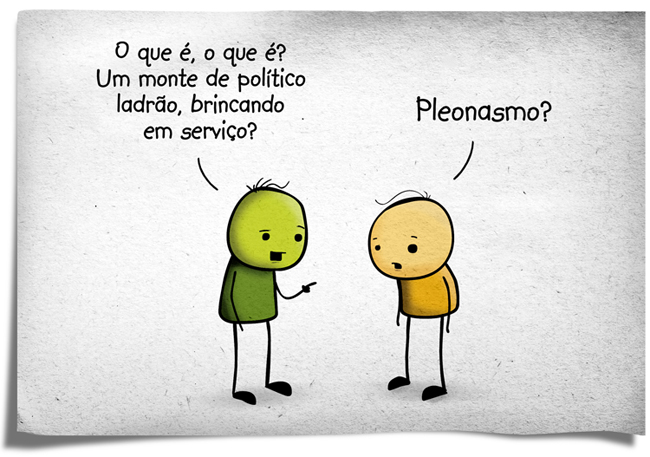 O que é, o que é?
Um monte de político
ladrão, brincando
em serviço?
Pleonasmo?